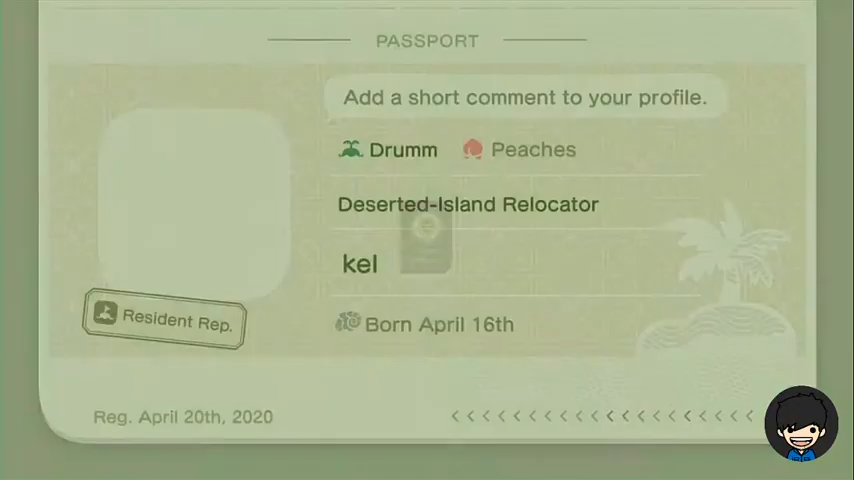 PASSPORT
Add a short comment to your profile.
Drumm Peaches
Deserted-Island Relocator
kel
Resident Rep.
Born April 16th
Reg. April 20th, 2020
<<<<<<<<<<<<<<<<<<<<